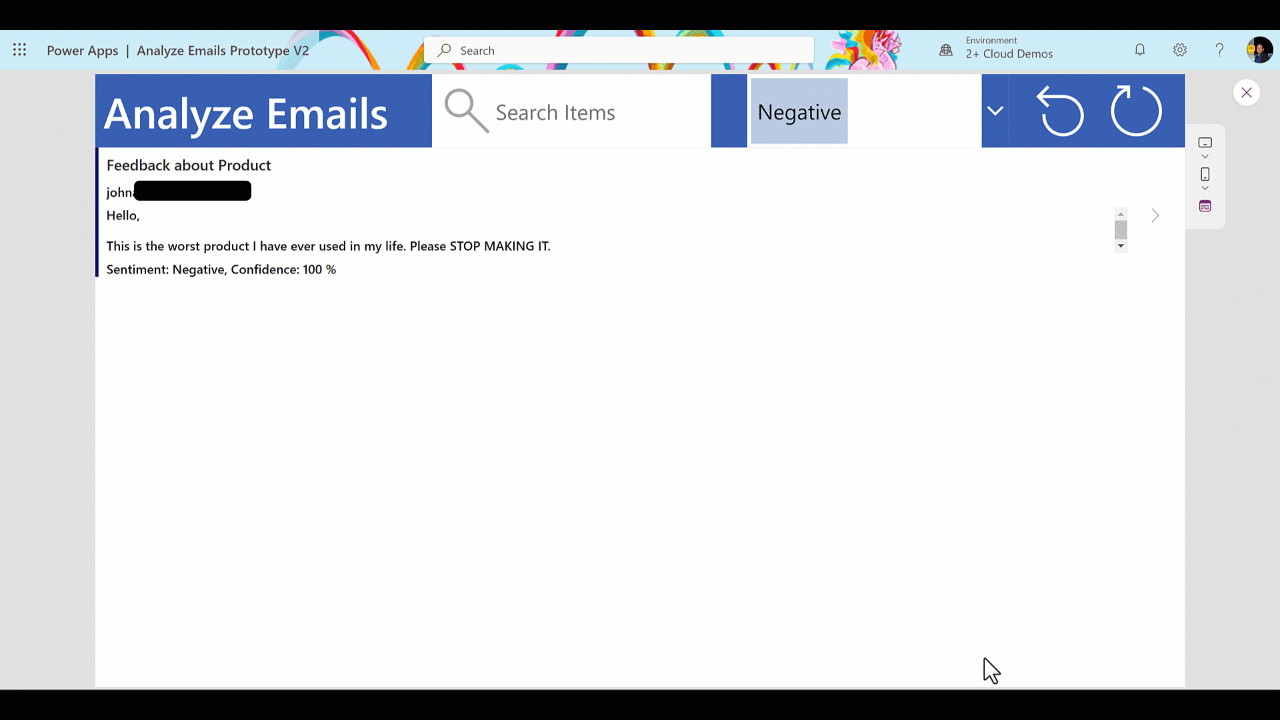 Power Apps | Analyze Emails Prototype V2
Search
Environment
2+ Cloud Demos
?
Analyze Emails
Search Items
Negative
Feedback about Product
john
Hello,
This is the worst product I have ever used in my life. Please STOP MAKING IT.
Sentiment: Negative, Confidence: 100 %